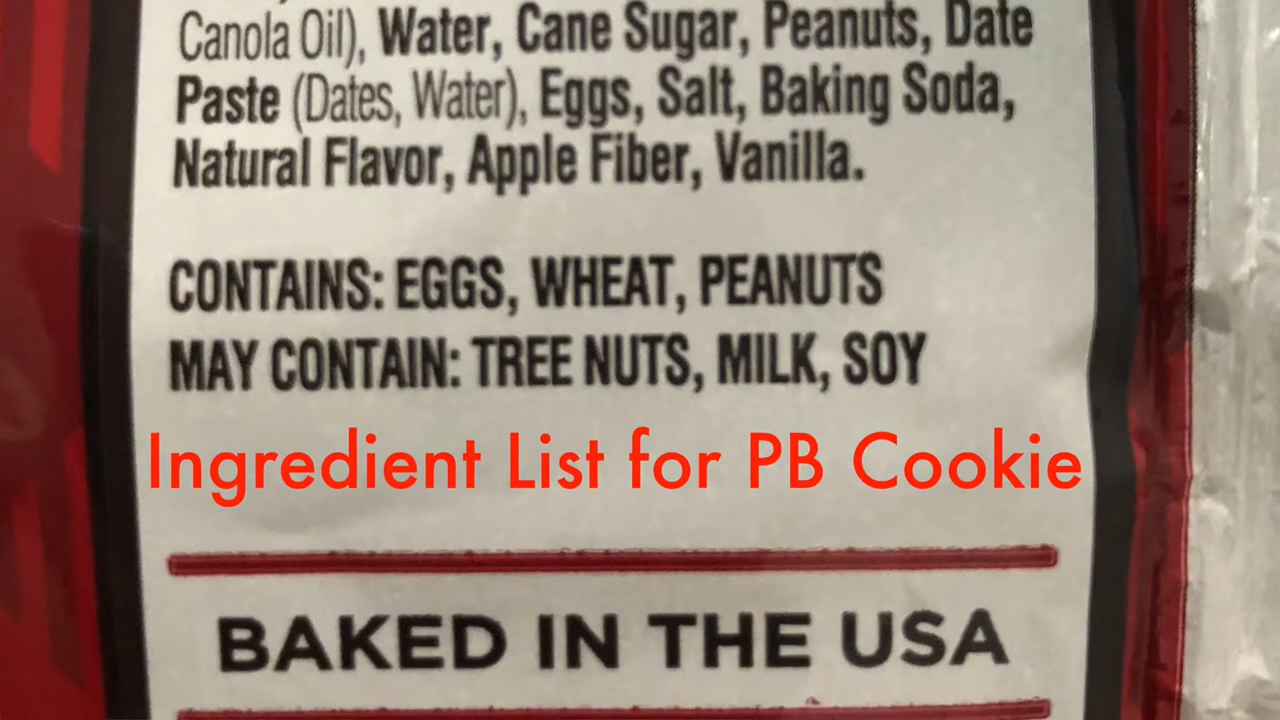 Canola Oil), Water, Cane Sugar, Peanuts, Date
Paste (Dates, Water), Eggs, Salt, Baking Soda,
Natural Flavor, Apple Fiber, Vanilla.
CONTAINS: EGGS, WHEAT, PEANUTS
MAY CONTAIN: TREE NUTS, MILK, SOY
Ingredient List for PB Cookie
BAKED IN THE USA